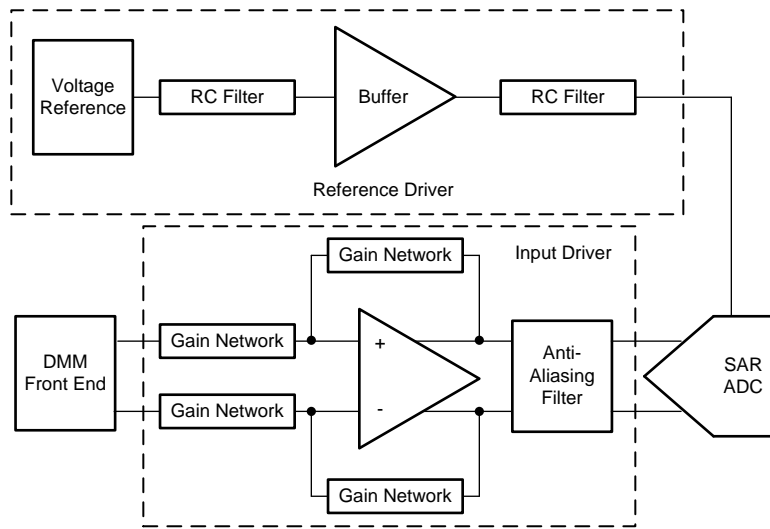 Voltage
Reference
RC Filter
Buffer
RC Filter
Reference Driver
Gain Network
Input Driver
DMM
Front End
Gain Network
+
Anti-
Aliasing
Filter
SAR
ADC
Gain Network
-
Gain Network